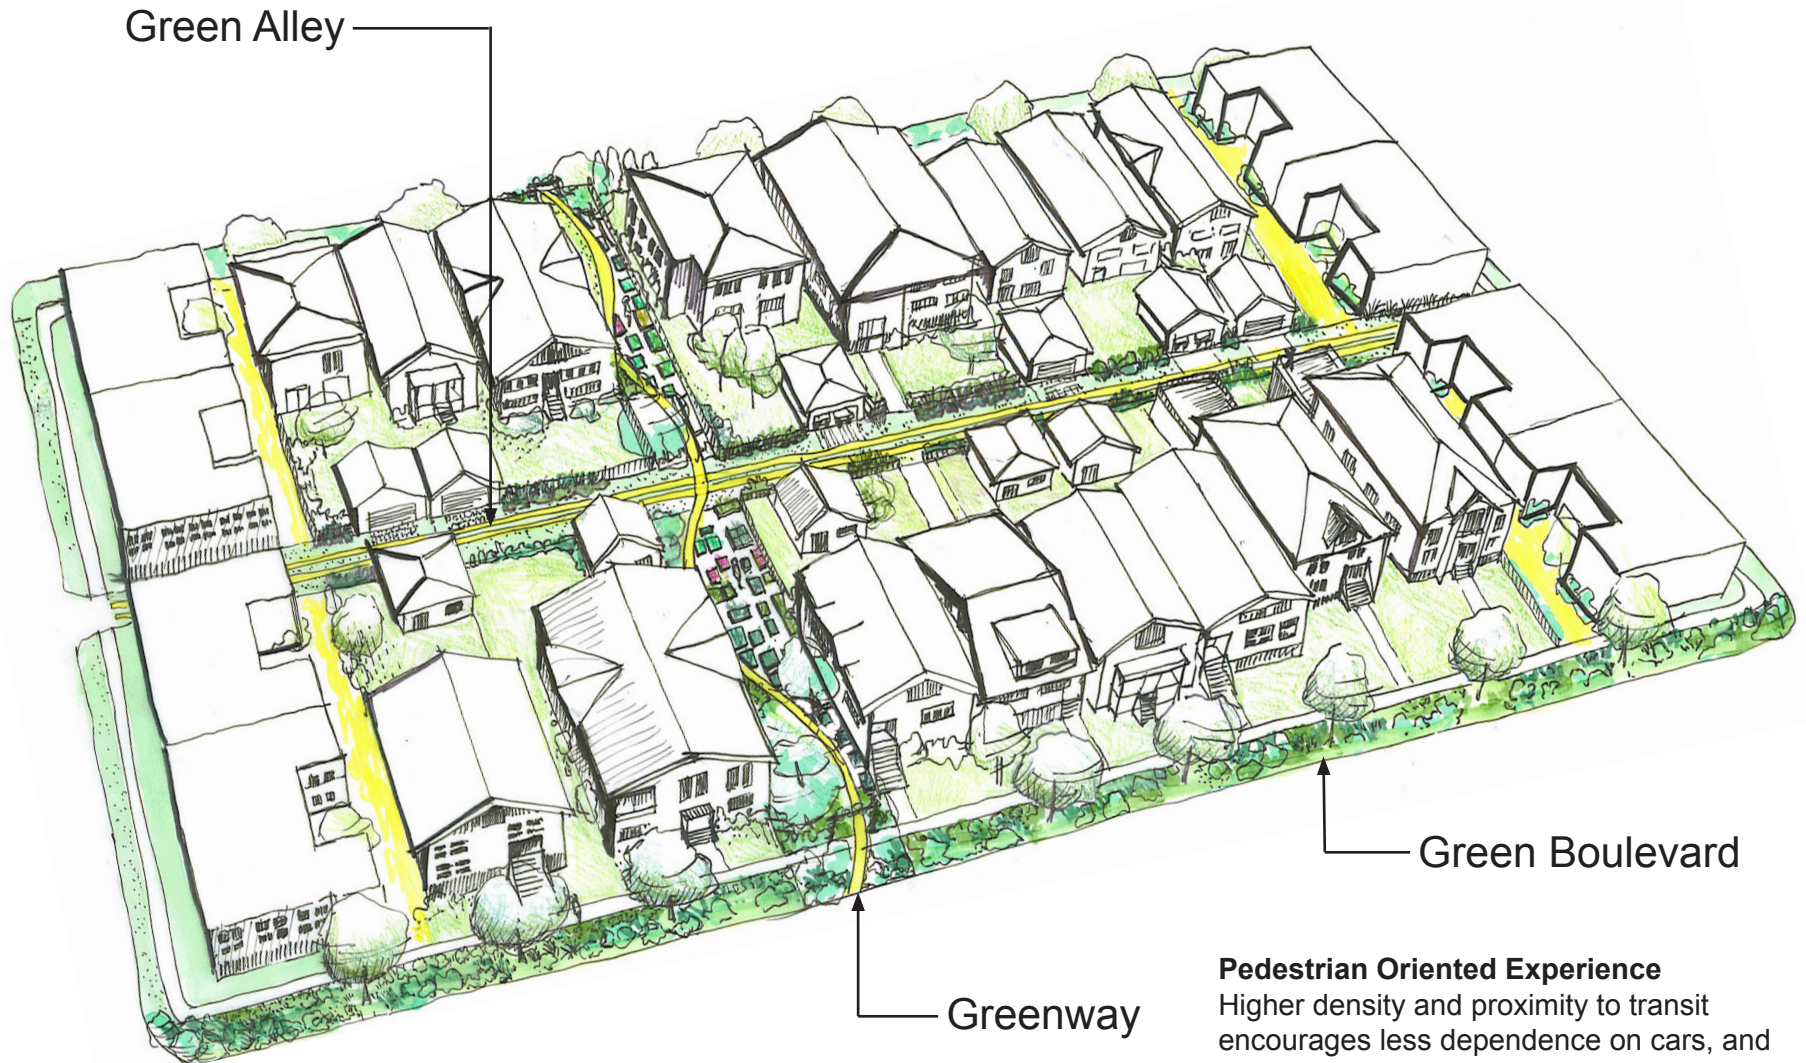 Green Alley
Green Boulevard
Greenway
Pedestrian Oriented Experience
Higher density and proximity to transit
encourages less dependence on cars, and